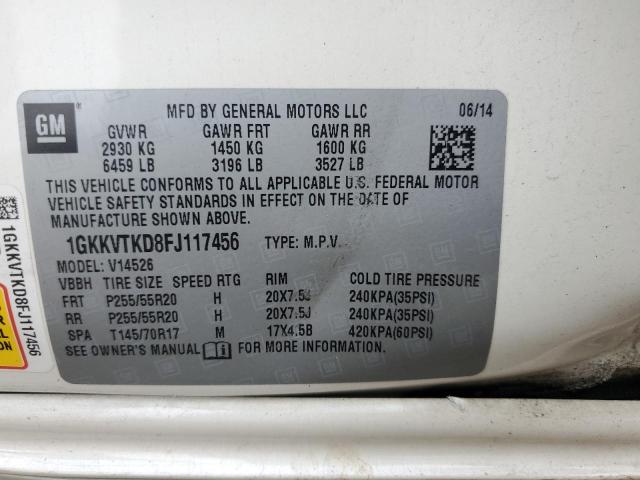 GM
MFD BY GENERAL MOTORS LLC 06/14
GVWR GAWR FRT GAWR RR
2930 KG 1450 KG 1600 KG
6459 LB 3196 LB 3527 LB
THIS VEHICLE CONFORMS TO ALL APPLICABLE U.S. FEDERAL MOTOR
VEHICLE SAFETY STANDARDS IN EFFECT ON THE DATE OF
MANUFACTURE SHOWN ABOVE.
1GKKVTKD8FJ117456 TYPE: M.P.V.
MODEL: V14526
VBBH TIRE SIZE SPEED RTG RIM COLD TIRE PRESSURE
FRT P255/55R20 H 20X7.5J 240KPA(35PSI)
RR P255/55R20 H 20X7.5J 240KPA(35PSI)
SPA T145/70R17 M 17X4.5B 420KPA(60PSI)
SEE OWNER'S MANUAL FOR MORE INFORMATION.
1GKKVTKD8FJ117456